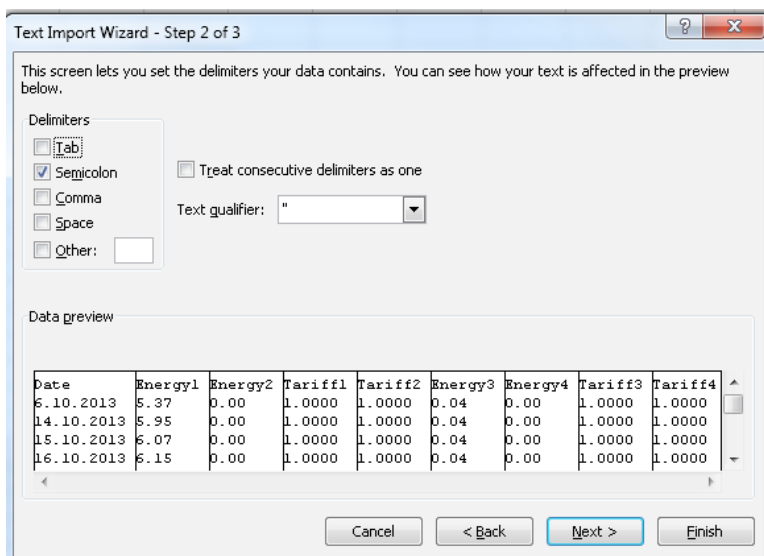 Text Import Wizard - Step 2 of 3
This screen lets you set the delimiters your data contains. You can see how your text is affected in the preview
below.
Delimiters
Tab
Semicolon
Comma
Space
Other:
Treat consecutive delimiters as one
Text qualifier: "
Data preview
Date Energy1 Energy2 Tariff1 Tariff2 Energy3 Energy4 Tariff3 Tariff4
6.10.2013 5.37 0.00 1.0000 1.0000 0.04 0.00 1.0000 1.0000
14.10.2013 5.95 0.00 1.0000 1.0000 0.04 0.00 1.0000 1.0000
15.10.2013 6.07 0.00 1.0000 1.0000 0.04 0.00 1.0000 1.0000
16.10.2013 6.15 0.00 1.0000 1.0000 0.04 0.00 1.0000 1.0000
Cancel < Back Next > Finish